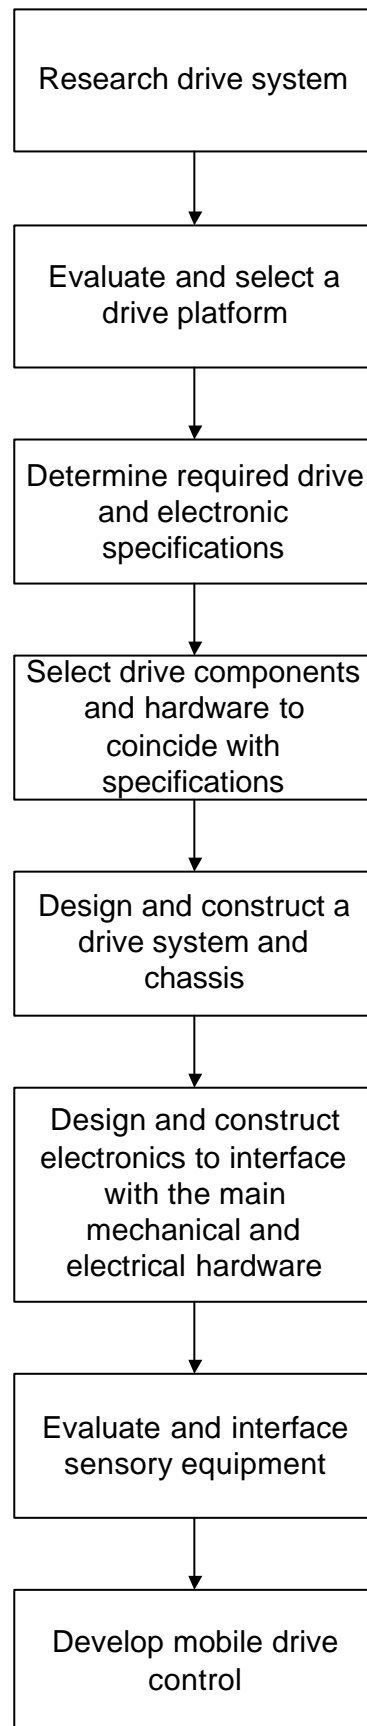 Research drive system
Evaluate and select a
drive platform
Determine required drive
and electronic
specifications
Select drive components
and hardware to
coincide with
specifications
Design and construct a
drive system and
chassis
Design and construct
electronics to interface
with the main
mechanical and
electrical hardware
Evaluate and interface
sensory equipment
Develop mobile drive
control